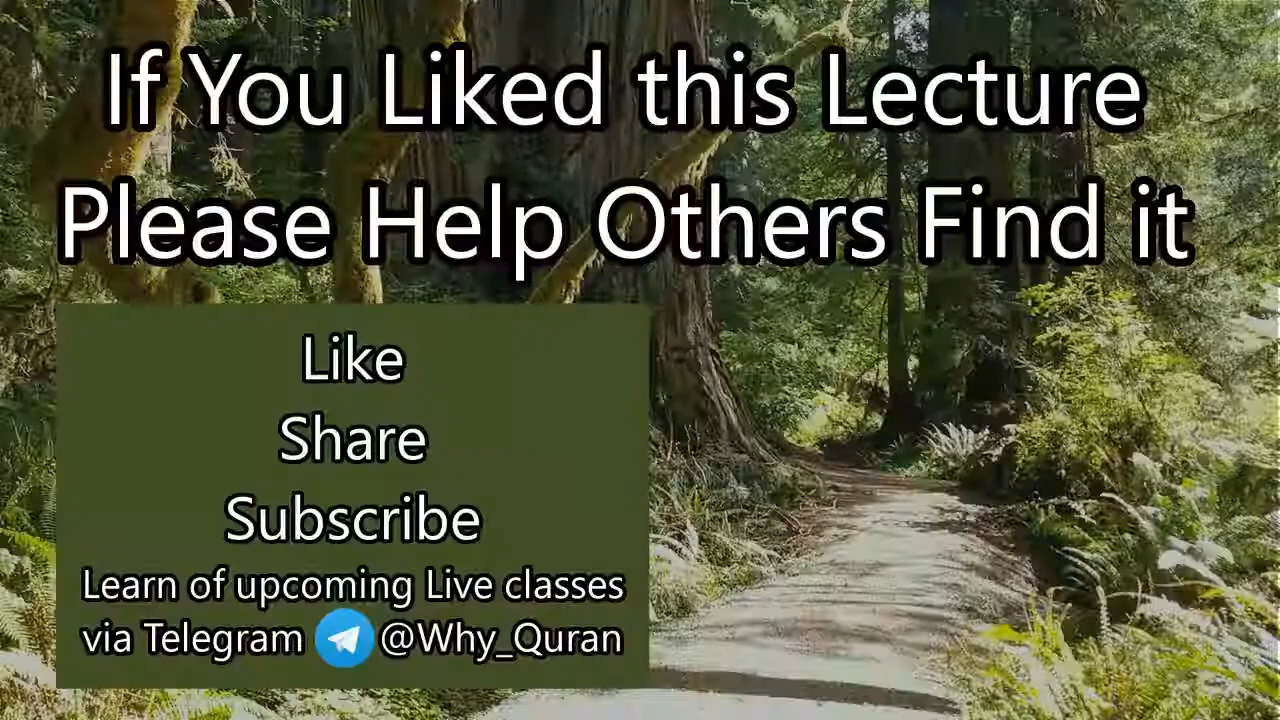 If You Liked this Lecture
Please Help Others Find it
Like
Share
Subscribe
Learn of upcoming Live classes
via Telegram @Why_Quran